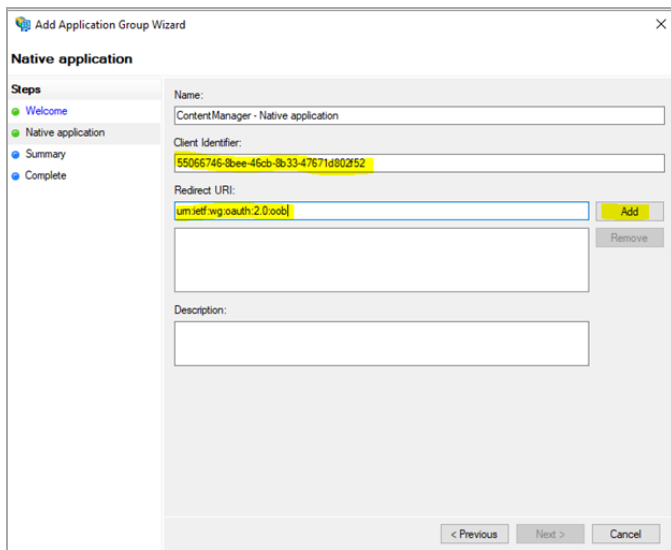 Add Application Group Wizard
Native application
Steps
Welcome
Native application
Summary
Complete
Name:
ContentManager - Native application
Client Identifier:
55066746-8bee-46cb-8b33-47671d802f52
Redirect URI:
urn:ietf:wg:oauth:2.0:oob
Add
Remove
Description:
< Previous
Next >
Cancel